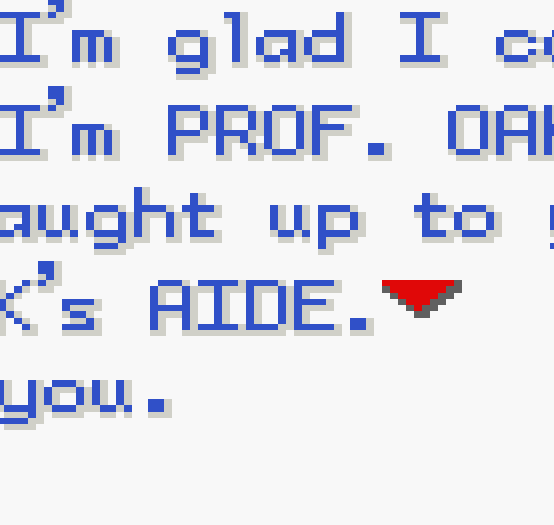 I'm glad I c
I'm PROF. OAK
aught up to
K's AIDE.
you.